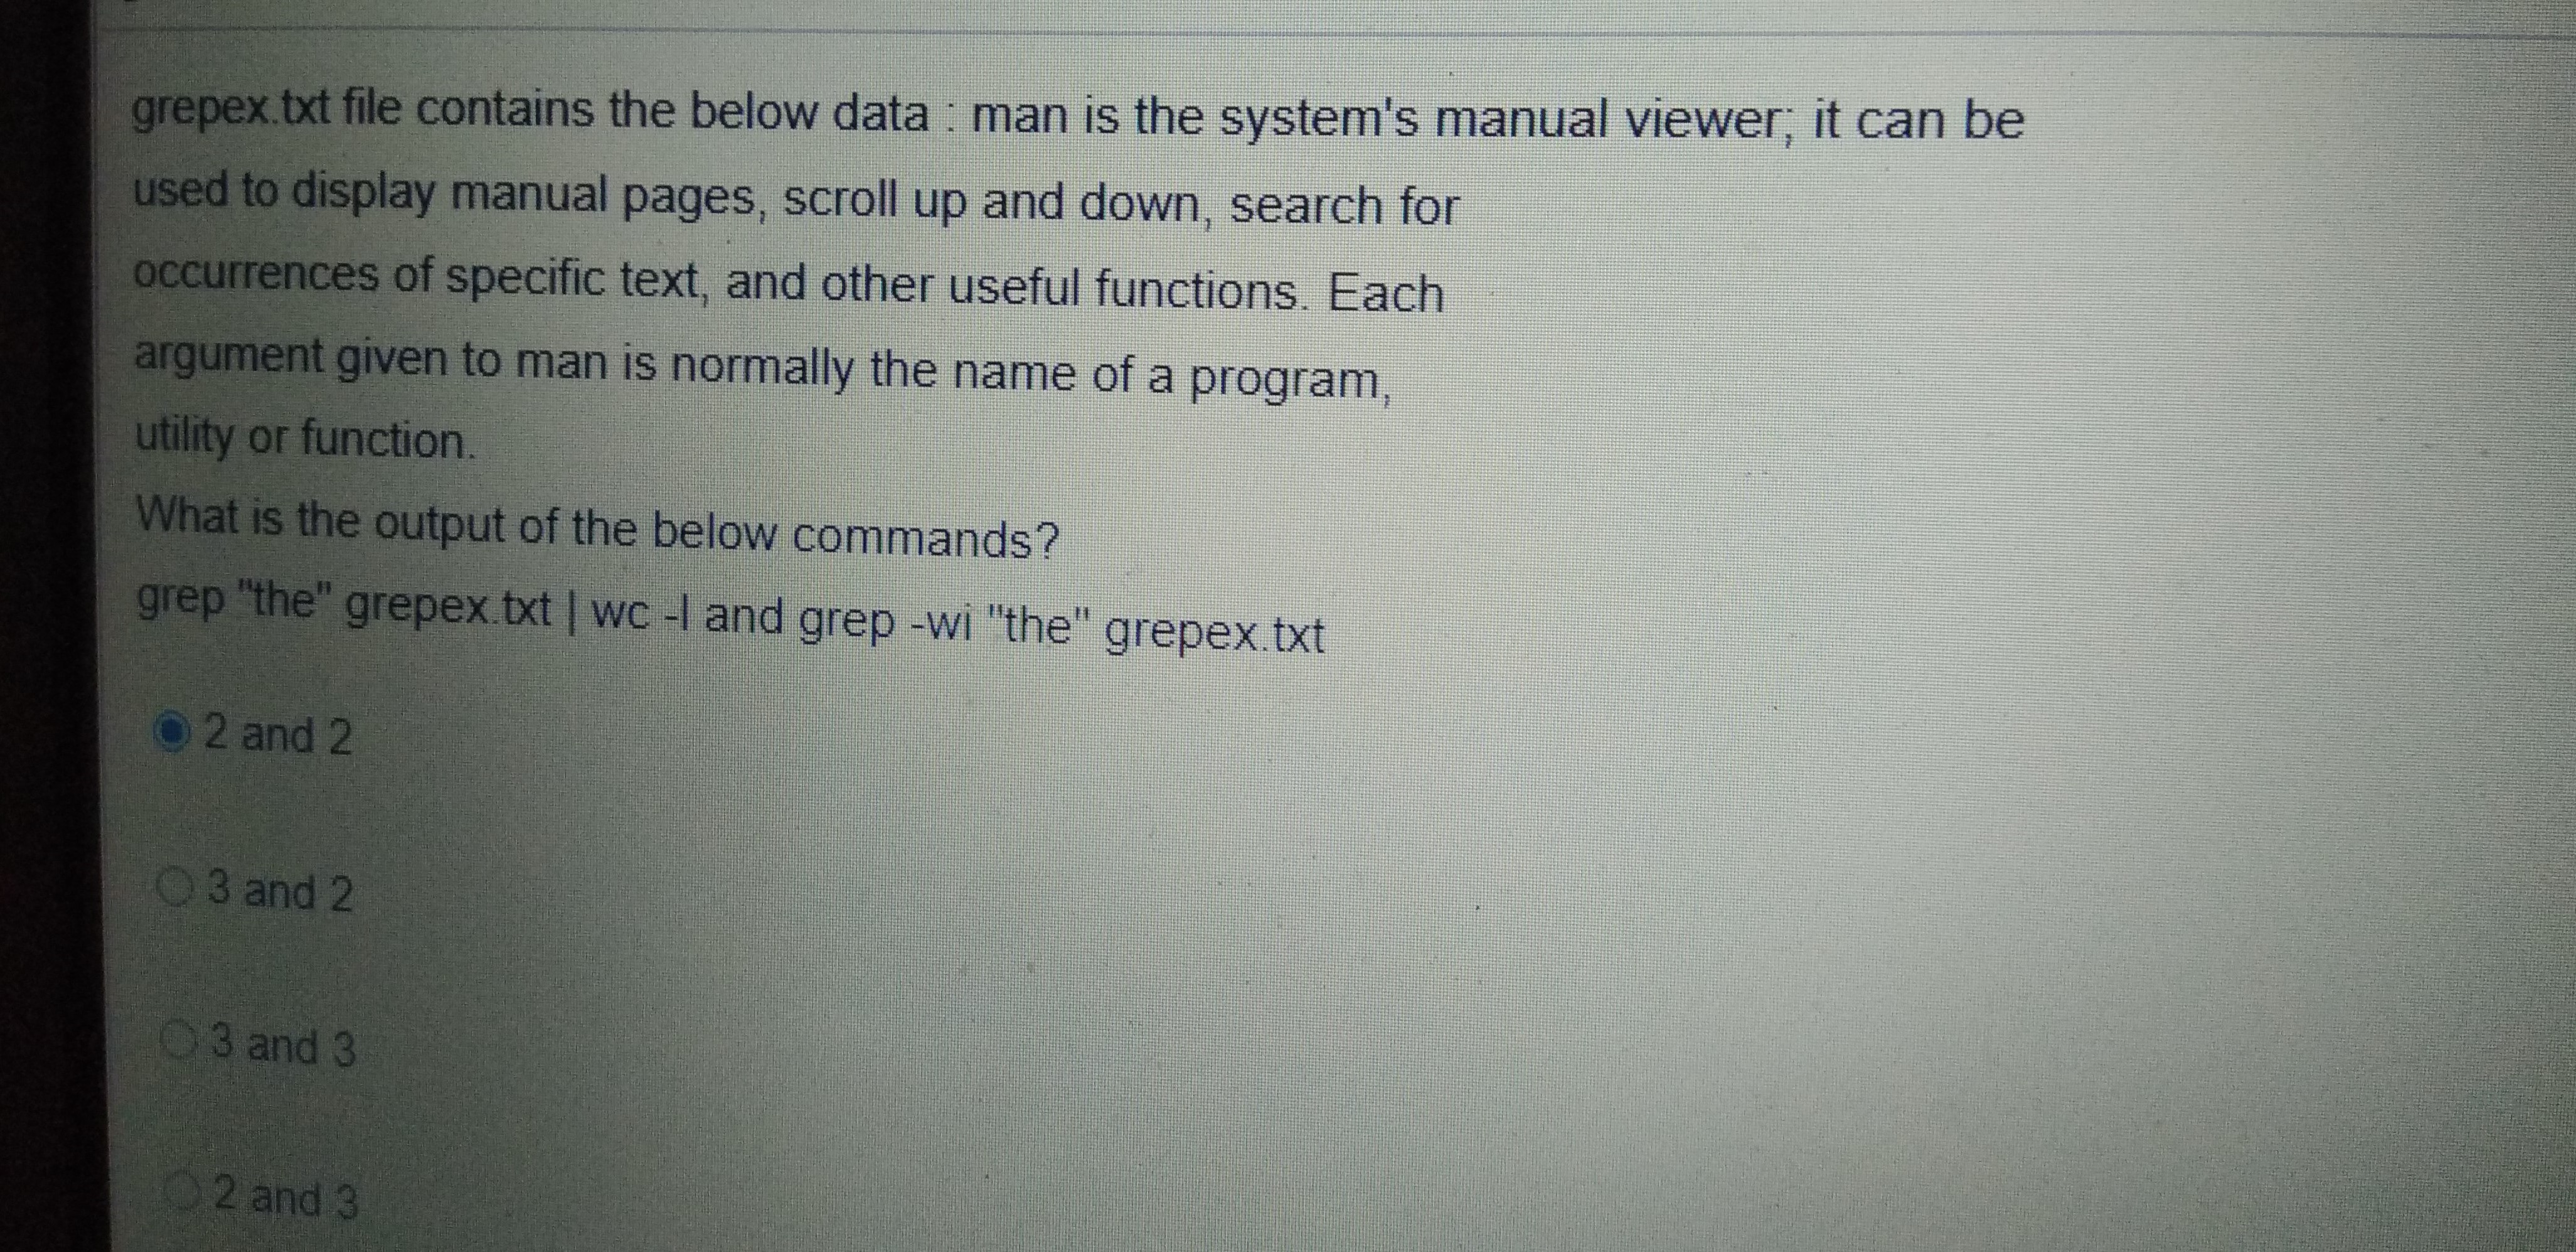 grepex.txt file contains the below data : man is the system's manual viewer; it can be
used to display manual pages, scroll up and down, search for
occurrences of specific text, and other useful functions. Each
argument given to man is normally the name of a program,
utility or function.
What is the output of the below commands?
grep "the" grepex.txt | wc -l and grep -wi "the" grepex.txt
2 and 2
3 and 2
3 and 3
2 and 3